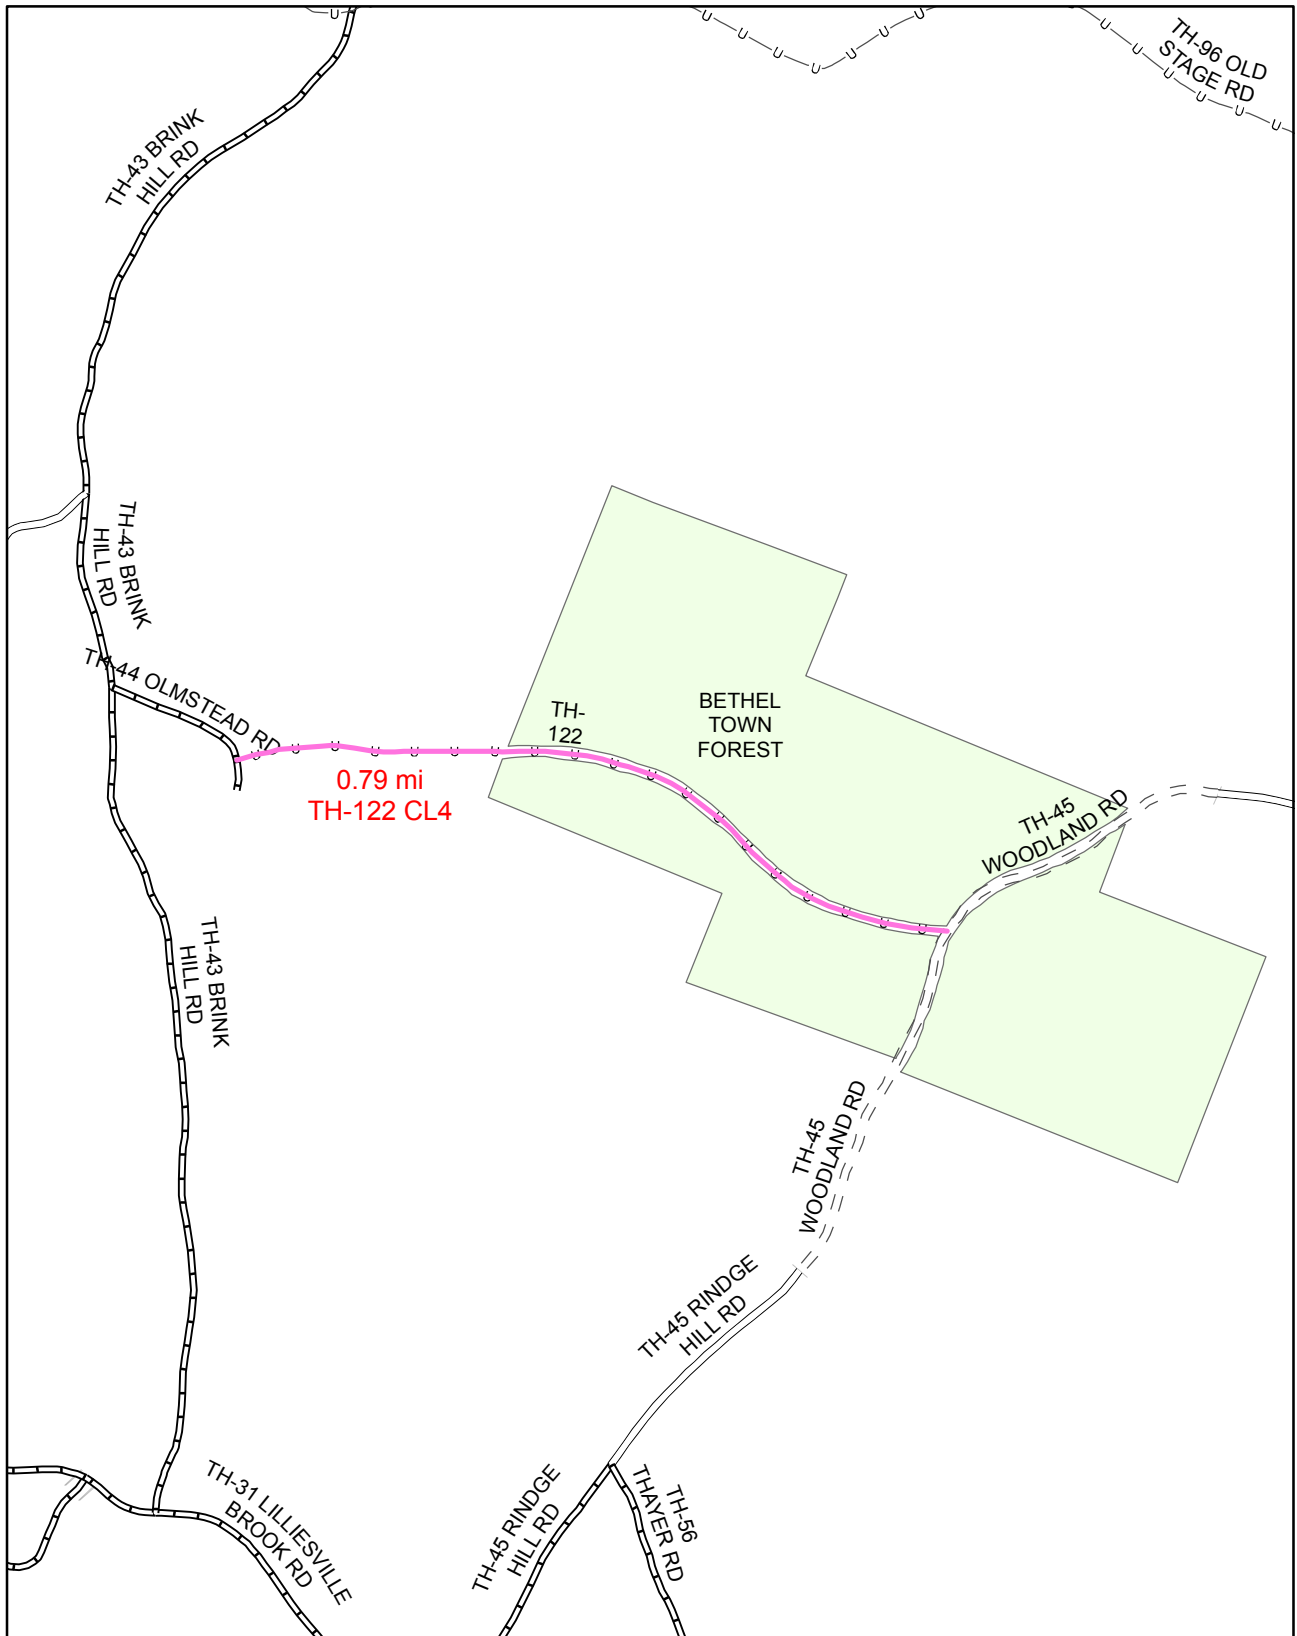 TH-96 OLD
STAGE RD
TH-43 BRINK
HILL RD
TH-43 BRINK
HILL RD
TH-44 OLMSTEAD RD
TH-
122
BETHEL
TOWN
FOREST
0.79 mi
TH-122 CL4
TH-45
WOODLAND RD
TH-43 BRINK
HILL RD
TH-45
WOODLAND RD
TH-45 RINDGE
HILL RD
TH-31 LILLIESVILLE
BROOK RD
TH-45 RINDGE
HILL RD
TH-56
THAYER RD